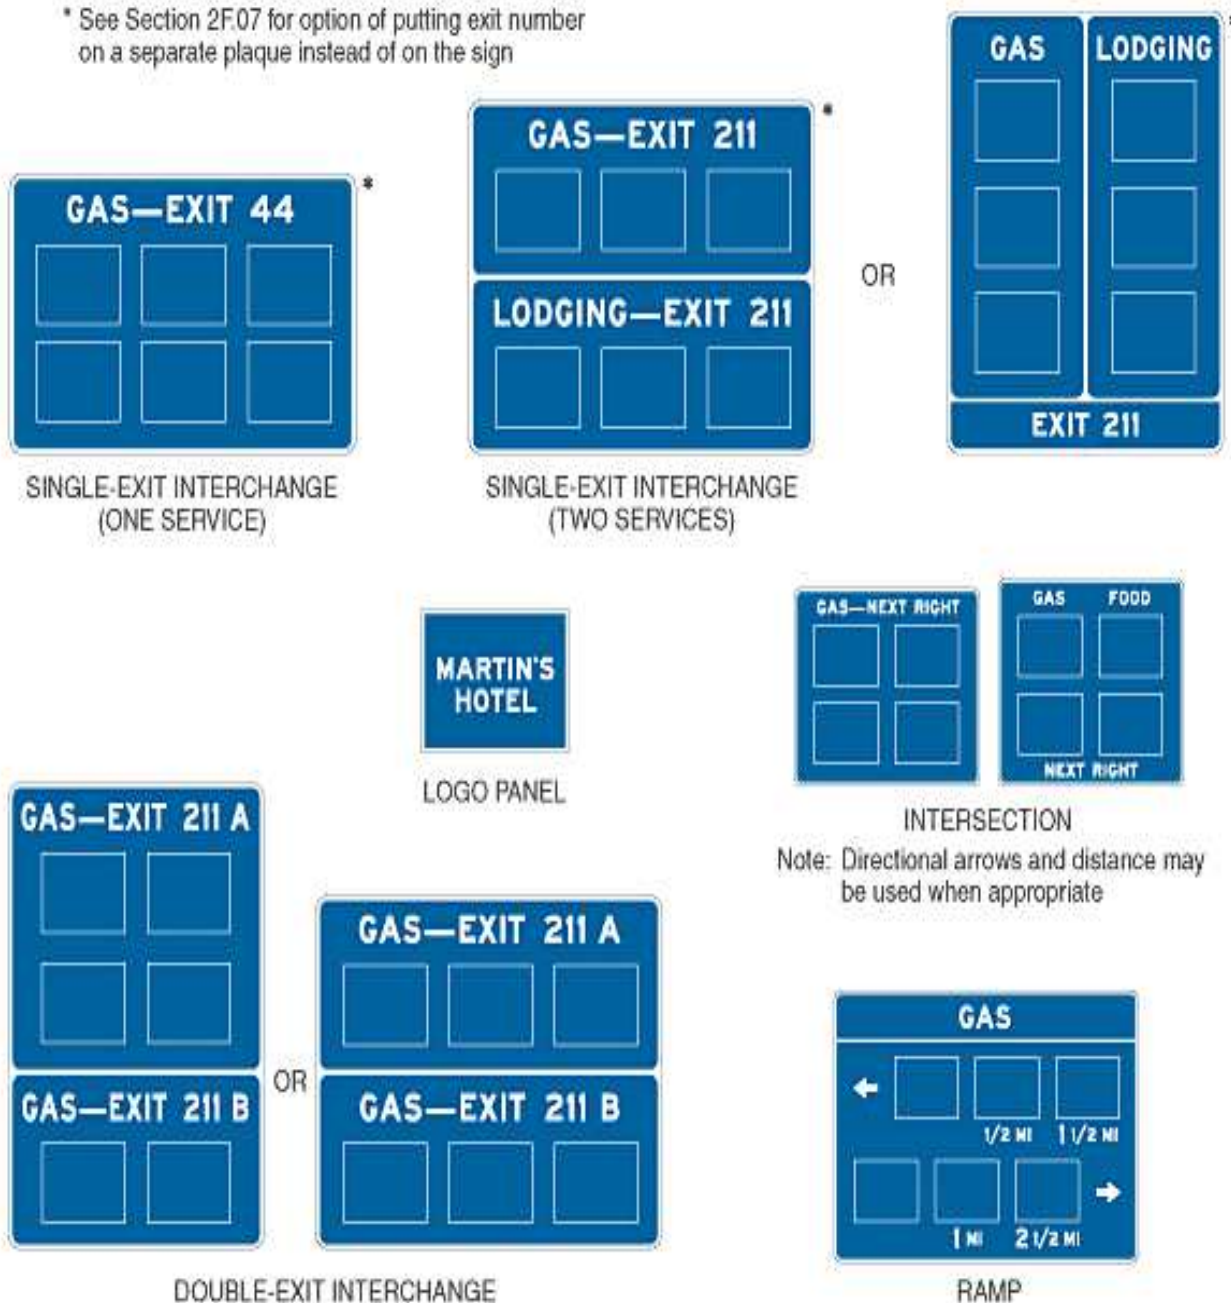 * See Section 2F.07 for option of putting exit number
on a separate plaque instead of on the sign
GAS—EXIT 44
*
SINGLE-EXIT INTERCHANGE
(ONE SERVICE)
GAS—EXIT 211
*
LODGING—EXIT 211
SINGLE-EXIT INTERCHANGE
(TWO SERVICES)
OR
GAS
LODGING
*
EXIT 211
MARTIN'S
HOTEL
LOGO PANEL
GAS—NEXT RIGHT
GAS FOOD
NEXT RIGHT
INTERSECTION
Note: Directional arrows and distance may
be used when appropriate
GAS—EXIT 211 A
GAS—EXIT 211 B
OR
GAS—EXIT 211 A
GAS—EXIT 211 B
DOUBLE-EXIT INTERCHANGE
GAS
1/2 MI 1 1/2 MI
1 MI 2 1/2 MI
RAMP